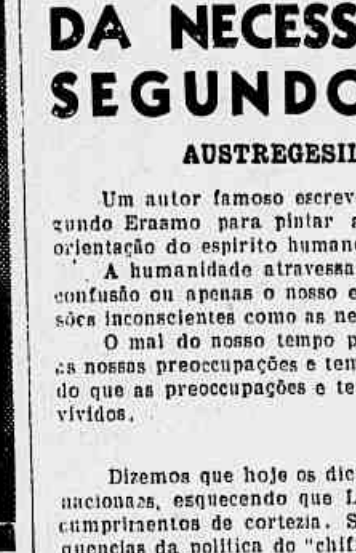 DA NECESS
SEGUNDO
AUSTREGESIL
Um autor famoso escrev
gundo Erasmo para pintar a
orientação do espirito human
A humanidade atravessa
confusão ou apenas o nosso e
sões inconscientes como as ne
O mal do nosso tempo p
as nossas preoccupações e ten
do que as preoccupações e te
vividos.
Dizemos que hoje os dic
nacionaes, esquecendo que L
cumprimentos de cortezia. S
quencias da politica do "chif